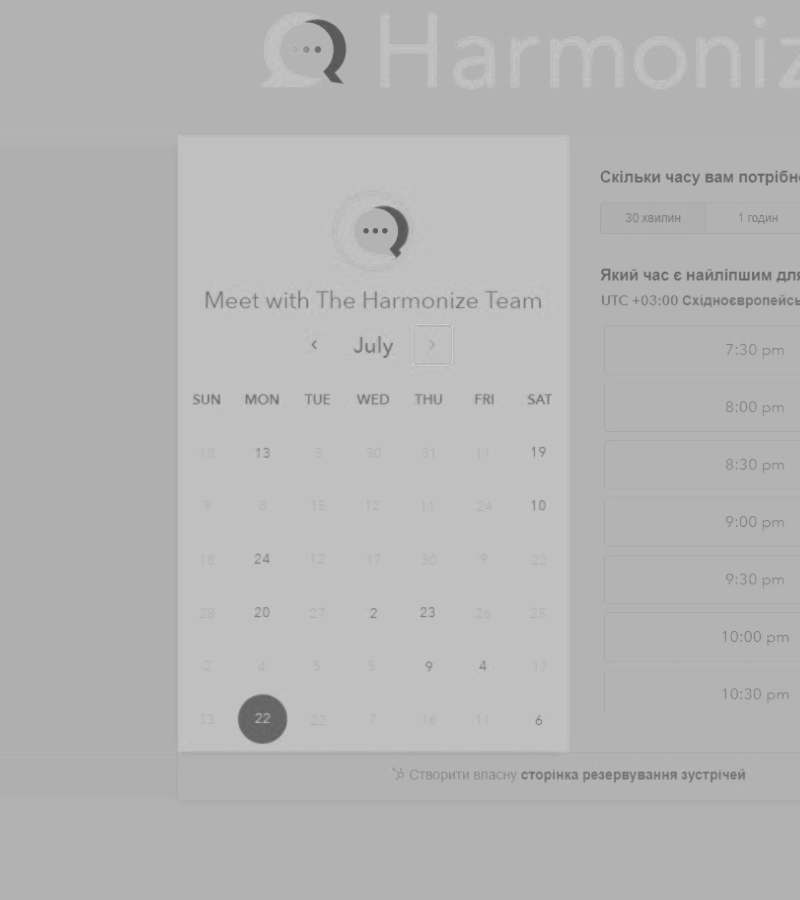 Harmoniz
Meet with The Harmonize Team
July
SUN MON TUE WED THU FRI SAT
13 3 30 31 11 19
9 8 15 12 11 24 10
18 24 12 17 30 9 22
28 20 27 2 23 26 25
2 4 5 5 9 4 17
13 22 22 7 16 11 6
Скільки часу вам потрібн
30 хвилин 1 годин
Який час є найліпшим для
UTC +03:00 Східноєвропейсь
7:30 pm
8:00 pm
8:30 pm
9:00 pm
9:30 pm
10:00 pm
10:30 pm
Створити власну сторінка резервування зустрічей